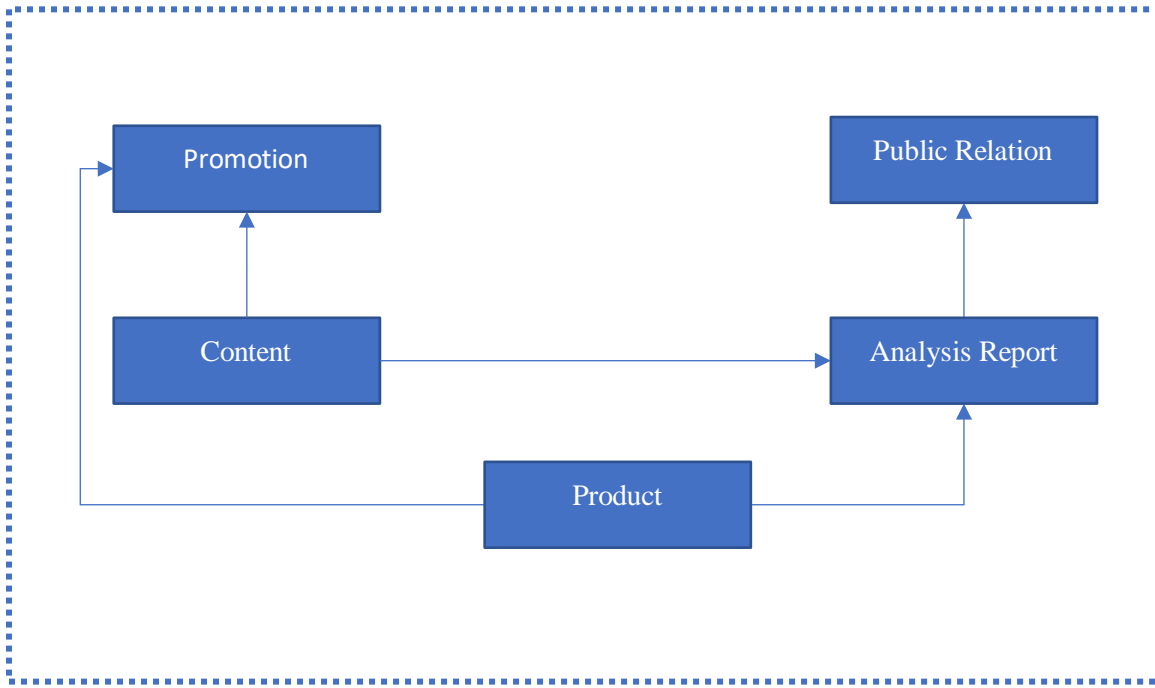 Promotion
Public Relation
Content
Analysis Report
Product